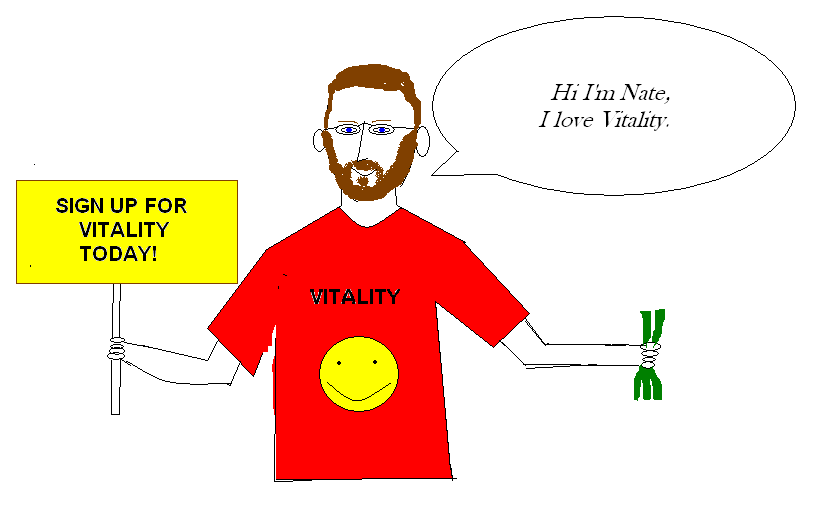 Hi I'm Nate,
I love Vitality.
SIGN UP FOR
VITALITY
TODAY!
VITALITY